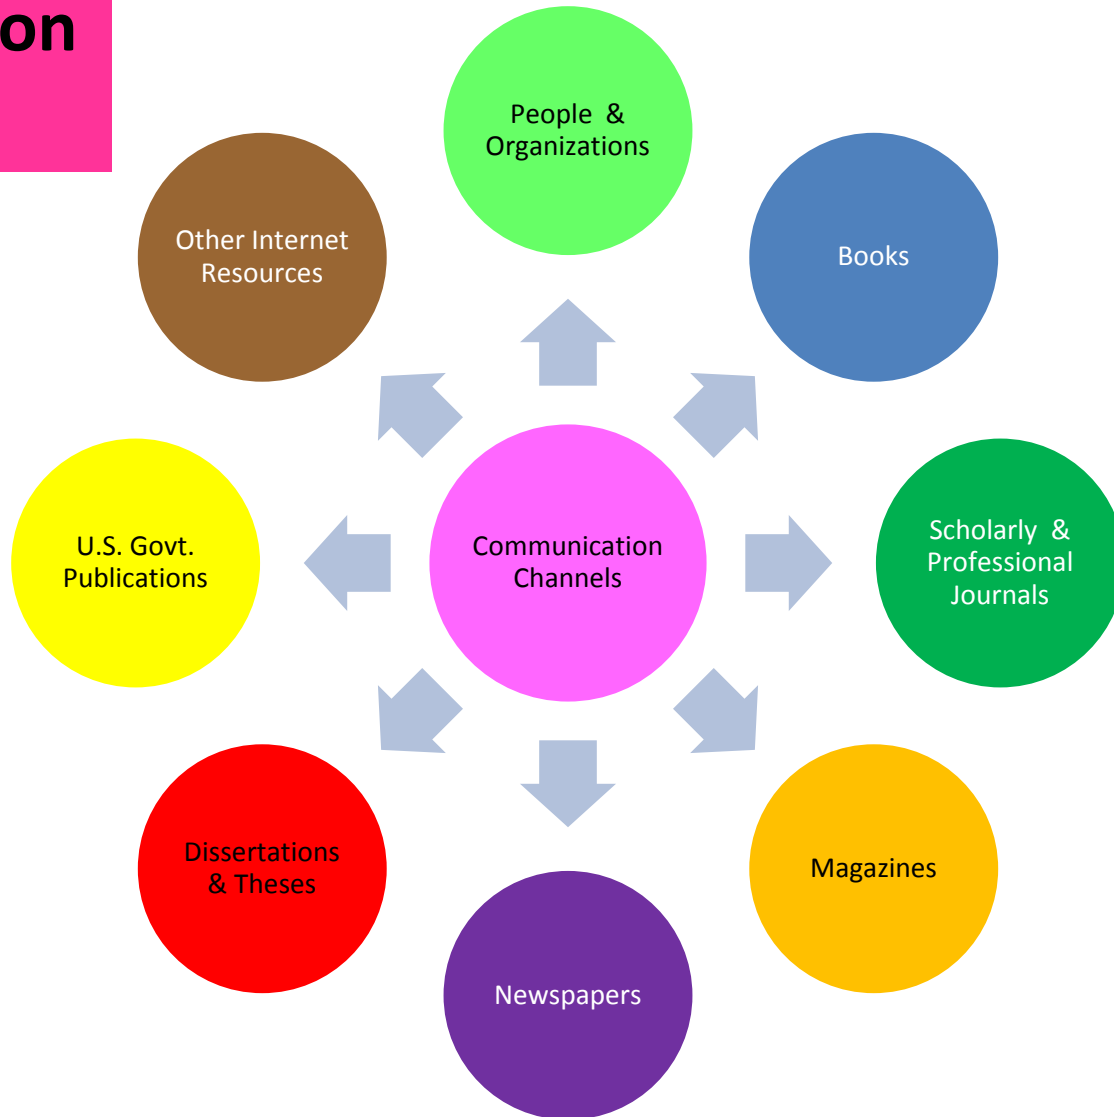 on
People &
Organizations
Other Internet
Resources
Books
U.S. Govt.
Publications
Communication
Channels
Scholarly &
Professional
Journals
Dissertations
& Theses
Magazines
Newspapers